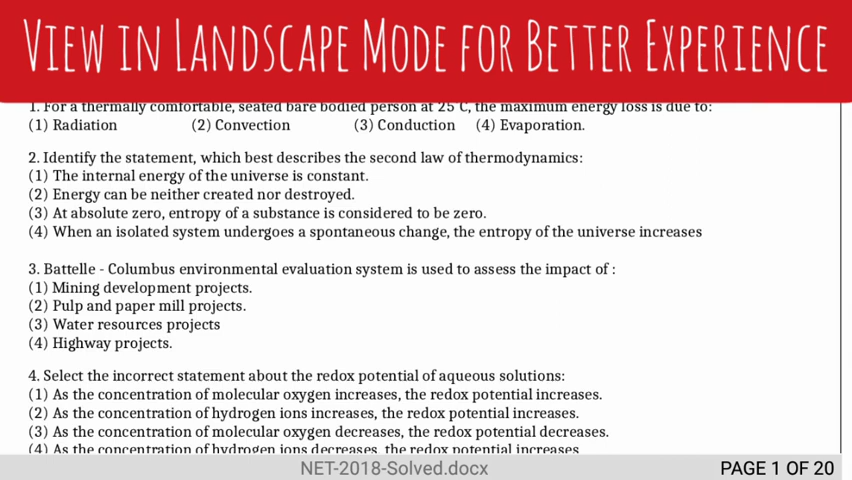 VIEW IN LANDSCAPE MODE FOR BETTER EXPERIENCE
1. For a thermally comfortable, seated bare bodied person at 25 C, the maximum energy loss is due to:
(1) Radiation (2) Convection (3) Conduction (4) Evaporation.
2. Identify the statement, which best describes the second law of thermodynamics:
(1) The internal energy of the universe is constant.
(2) Energy can be neither created nor destroyed.
(3) At absolute zero, entropy of a substance is considered to be zero.
(4) When an isolated system undergoes a spontaneous change, the entropy of the universe increases
3. Battelle - Columbus environmental evaluation system is used to assess the impact of :
(1) Mining development projects.
(2) Pulp and paper mill projects.
(3) Water resources projects
(4) Highway projects.
4. Select the incorrect statement about the redox potential of aqueous solutions:
(1) As the concentration of molecular oxygen increases, the redox potential increases.
(2) As the concentration of hydrogen ions increases, the redox potential increases.
(3) As the concentration of molecular oxygen decreases, the redox potential decreases.
(4) As the concentration of hydrogen ions decreases, the redox potential increases
NET-2018-Solved.docx PAGE 1 OF 20